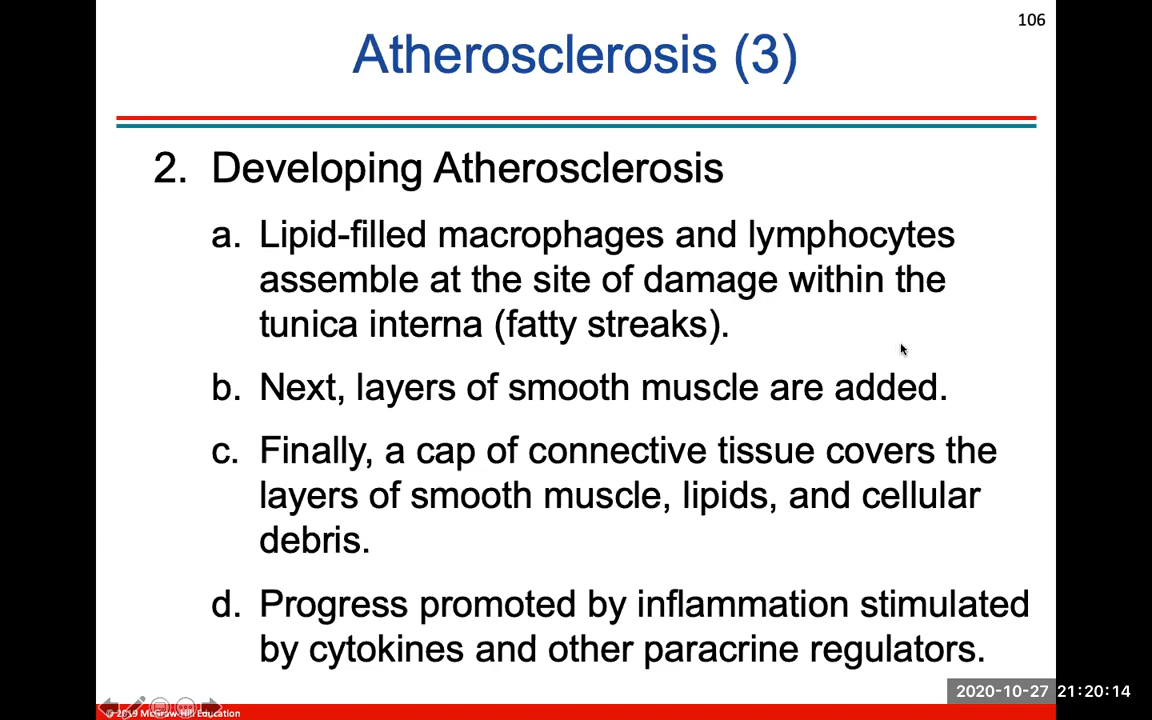 106
Atherosclerosis (3)
2. Developing Atherosclerosis
a. Lipid-filled macrophages and lymphocytes
assemble at the site of damage within the
tunica interna (fatty streaks).
b. Next, layers of smooth muscle are added.
c. Finally, a cap of connective tissue covers the
layers of smooth muscle, lipids, and cellular
debris.
d. Progress promoted by inflammation stimulated
by cytokines and other paracrine regulators.
2020-10-27 21:20:14
© 2019 McGraw-Hill Education